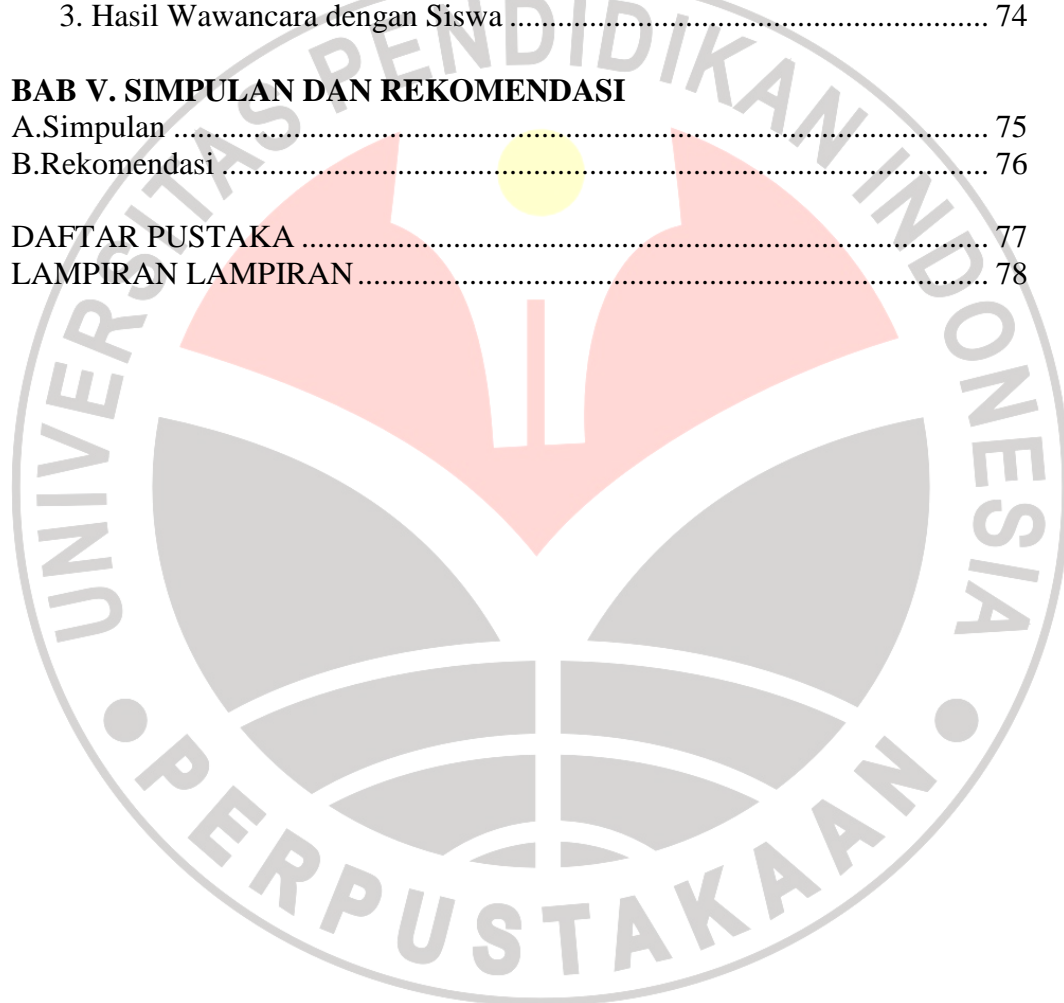 3. Hasil Wawancara dengan Siswa ............................................................. 74
BAB V. SIMPULAN DAN REKOMENDASI
A.Simpulan ....................................................................................................... 75
B.Rekomendasi ................................................................................................. 76
DAFTAR PUSTAKA ....................................................................................... 77
LAMPIRAN LAMPIRAN ................................................................................ 78
UNIVERSITAS PENDIDIKAN INDONESIA
PERPUSTAKAAN